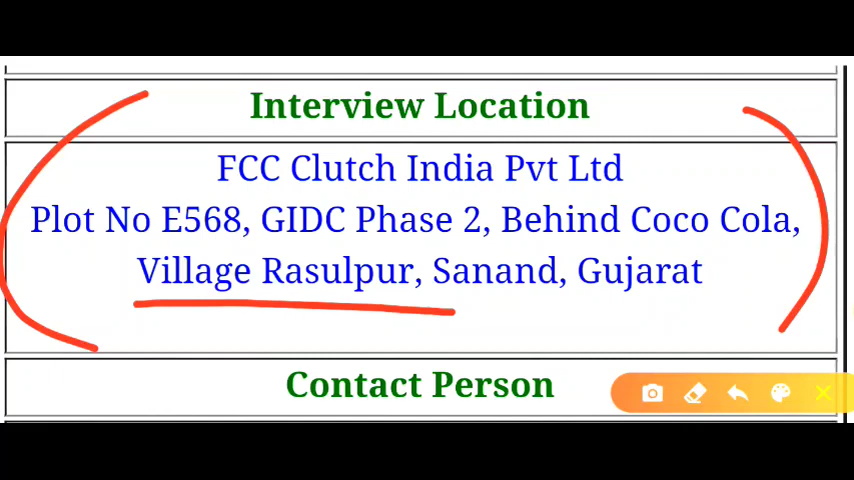 Interview Location
FCC Clutch India Pvt Ltd
Plot No E568, GIDC Phase 2, Behind Coco Cola,
Village Rasulpur, Sanand, Gujarat
Contact Person